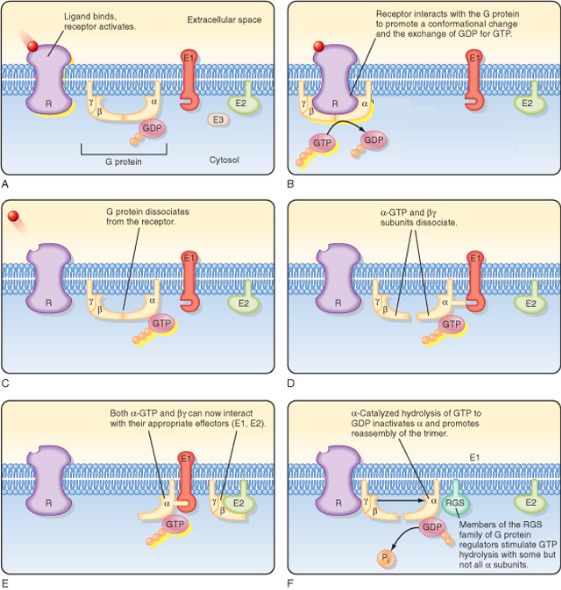 Ligand binds,
receptor activates.
Extracellular space
E1
R
γ
β
α
GDP
E3
E2
G protein
Cytosol
A
Receptor interacts with the G protein
to promote a conformational change
and the exchange of GDP for GTP.
E1
γ
β
R
α
E2
GTP
GDP
B
G protein dissociates
from the receptor.
E1
R
γ
β
α
E2
GTP
C
α-GTP and βγ
subunits dissociate.
E1
R
γ
β
α
E2
GTP
D
Both α-GTP and βγ can now interact
with their appropriate effectors (E1, E2).
E1
R
α
γ
β
E2
GTP
E
α-Catalyzed hydrolysis of GTP to
GDP inactivates α and promotes
reassembly of the trimer.
E1
R
γ
β
α
RGS
GDP
Pi
Members of the RGS
family of G protein
regulators stimulate GTP
hydrolysis with some but
not all α subunits.
F